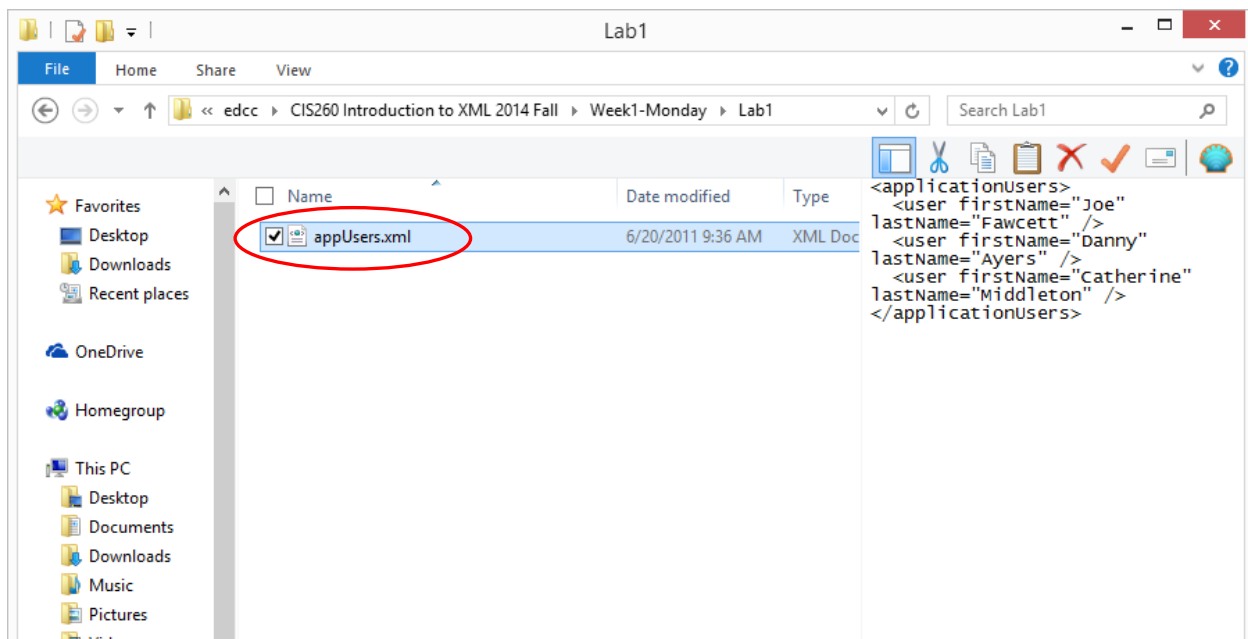 Lab1
File Home Share View
« edcc CIS260 Introduction to XML 2014 Fall Week1-Monday Lab1
Search Lab1
Name Date modified Type
appUsers.xml 6/20/2011 9:36 AM XML Doc
Favorites
Desktop
Downloads
Recent places
OneDrive
Homegroup
This PC
Desktop
Documents
Downloads
Music
Pictures
<applicationUsers>
<user firstName="Joe"
lastName="Fawcett" />
<user firstName="Danny"
lastName="Ayers" />
<user firstName="Catherine"
lastName="Middleton" />
</applicationUsers>